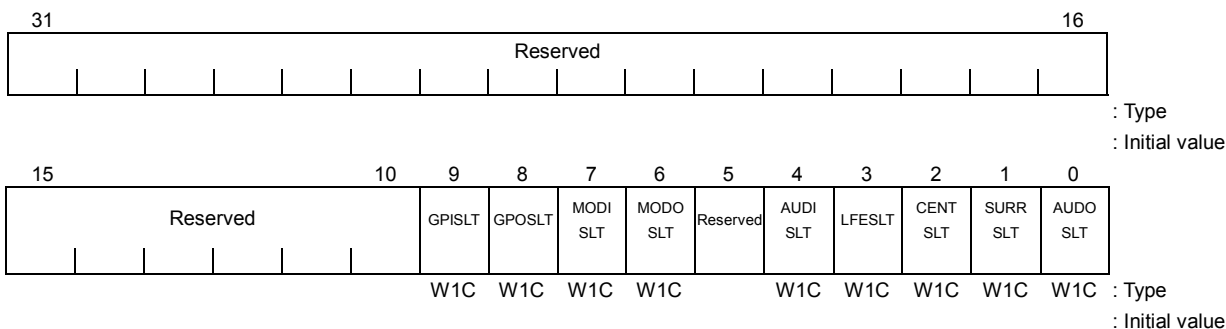 31 16
Reserved
: Type
: Initial value
15 10 9 8 7 6 5 4 3 2 1 0
Reserved GPISLT GPOSLT MODI SLT MODO SLT Reserved AUDI SLT LFESLT CENT SLT SURR SLT AUDO SLT
W1C W1C W1C W1C W1C W1C W1C W1C W1C : Type
: Initial value